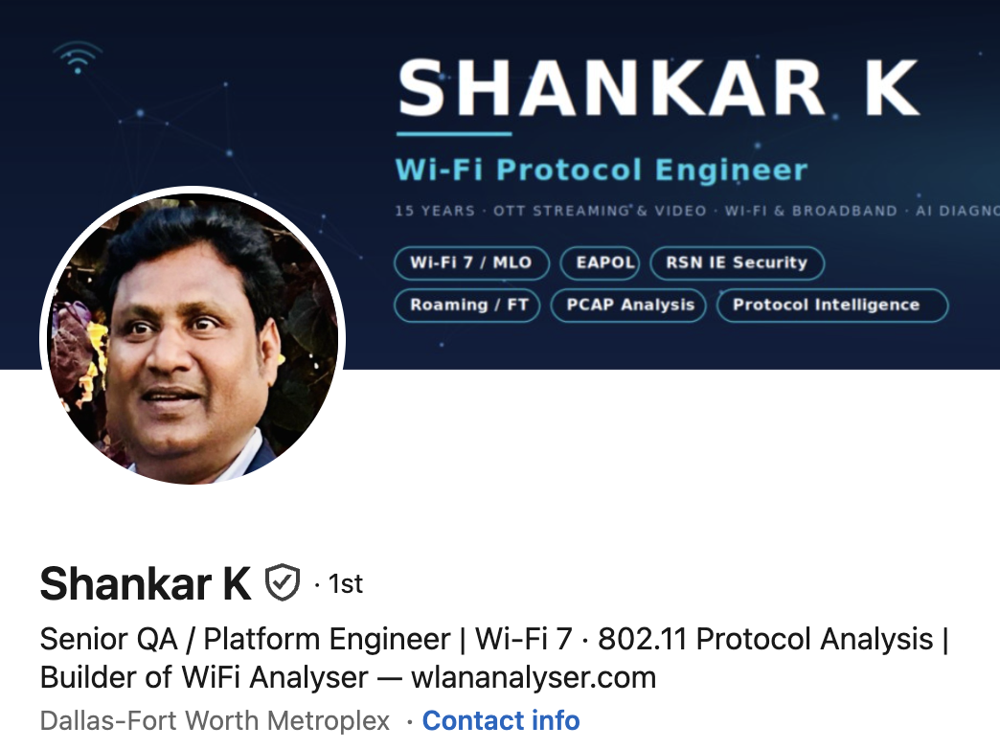 SHANKAR K
Wi-Fi Protocol Engineer
15 YEARS · OTT STREAMING & VIDEO · WI-FI & BROADBAND · AI
Wi-Fi 7 / MLO EAPOL RSN IE Security
Roaming / FT PCAP Analysis Protocol Intelligence
Shankar K · 1st
Senior QA / Platform Engineer | Wi-Fi 7 · 802.11 Protocol Analysis |
Builder of WiFi Analyser — wlananalyser.com
Dallas-Fort Worth Metroplex · Contact info